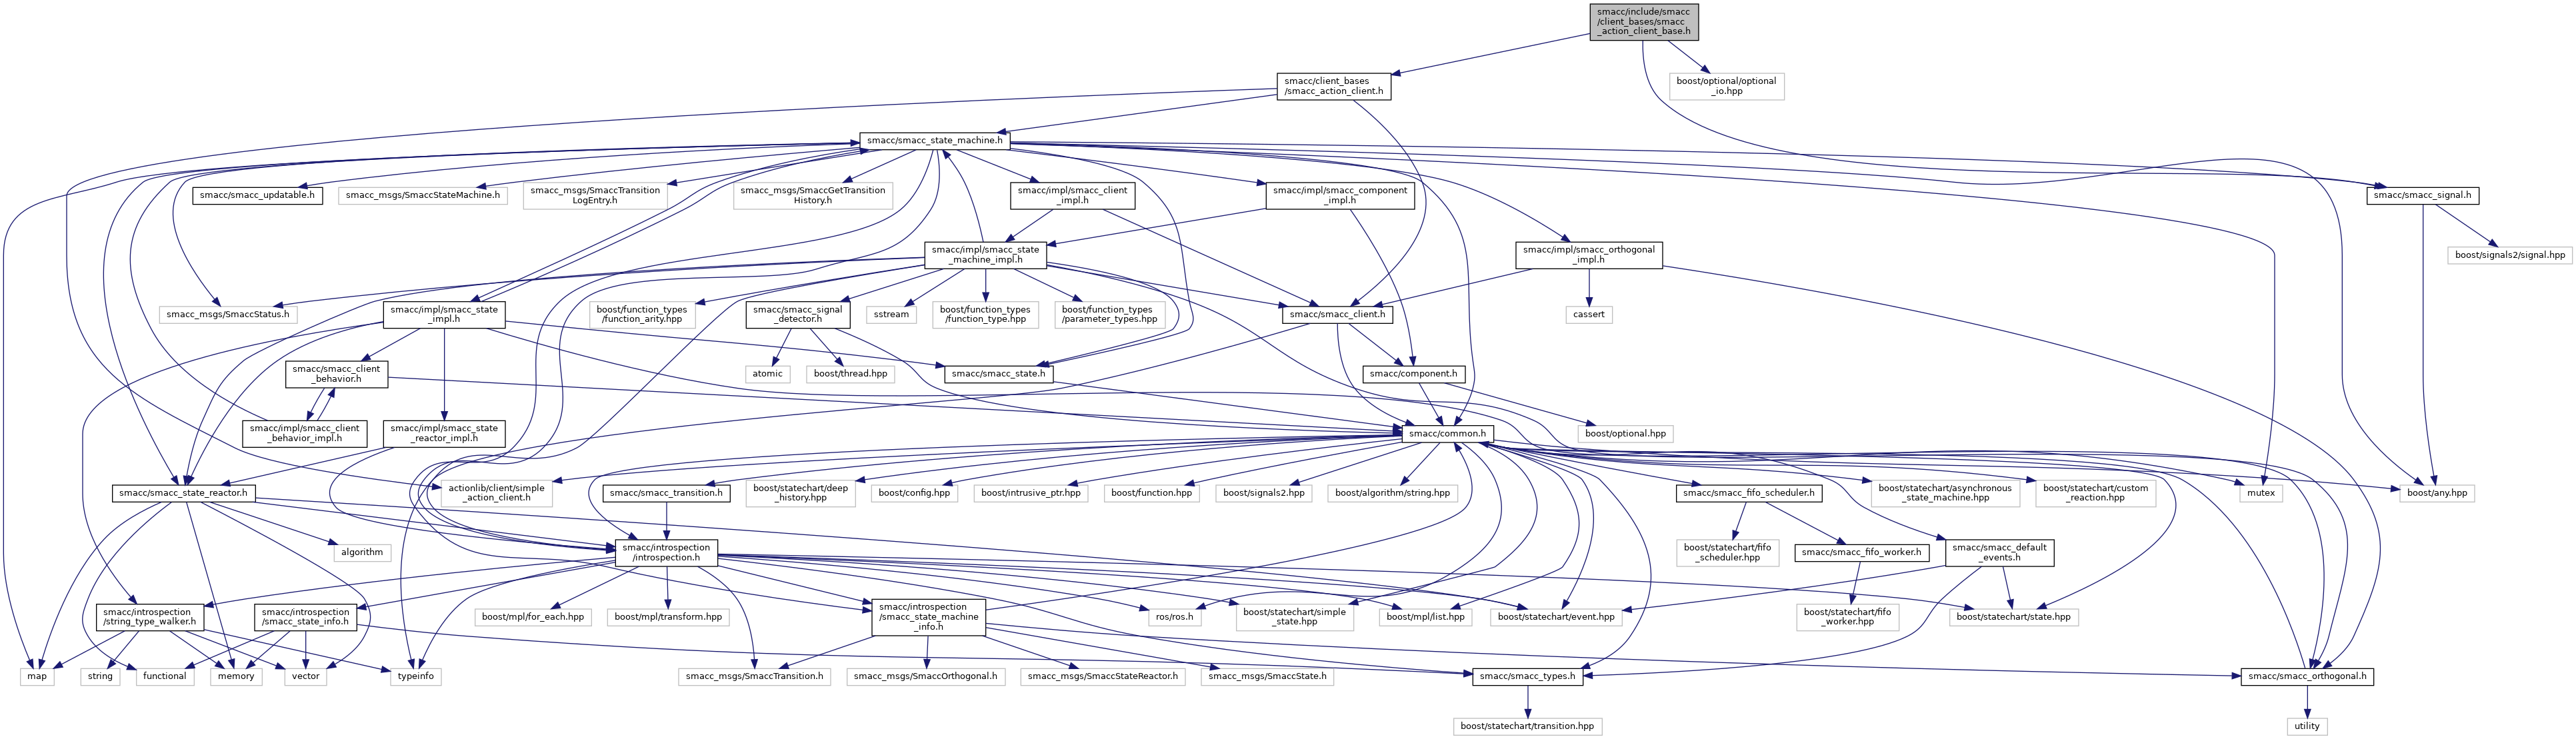 smacc/include/smacc
/client_bases/smacc
_action_client_base.h
smacc/client_bases
/smacc_action_client.h
boost/optional/optional
_io.hpp
smacc/smacc_state_machine.h
smacc/smacc_updatable.h
smacc_msgs/SmaccStateMachine.h
smacc_msgs/SmaccTransition
LogEntry.h
smacc_msgs/SmaccGetTransition
History.h
smacc/impl/smacc_client
_impl.h
smacc/impl/smacc_component
_impl.h
smacc/smacc_signal.h
smacc/impl/smacc_state
_machine_impl.h
smacc/impl/smacc_orthogonal
_impl.h
boost/signals2/signal.hpp
smacc_msgs/SmaccStatus.h
smacc/impl/smacc_state
_impl.h
boost/function_types
/function_arity.hpp
smacc/smacc_signal
_detector.h
sstream
boost/function_types
/function_type.hpp
boost/function_types
/parameter_types.hpp
smacc/smacc_client.h
cassert
smacc/smacc_client
_behavior.h
atomic
boost/thread.hpp
smacc/smacc_state.h
smacc/component.h
smacc/impl/smacc_client
_behavior_impl.h
smacc/impl/smacc_state
_reactor_impl.h
smacc/common.h
boost/optional.hpp
smacc/smacc_state_reactor.h
actionlib/client/simple
_action_client.h
smacc/smacc_transition.h
boost/statechart/deep
_history.hpp
boost/config.hpp
boost/intrusive_ptr.hpp
boost/function.hpp
boost/signals2.hpp
boost/algorithm/string.hpp
smacc/smacc_fifo_scheduler.h
boost/statechart/asynchronous
_state_machine.hpp
boost/statechart/custom
_reaction.hpp
mutex
boost/any.hpp
algorithm
smacc/introspection
/introspection.h
boost/statechart/fifo
_scheduler.hpp
smacc/smacc_fifo_worker.h
smacc/smacc_default
_events.h
smacc/introspection
/string_type_walker.h
smacc/introspection
/smacc_state_info.h
boost/mpl/for_each.hpp
boost/mpl/transform.hpp
smacc/introspection
/smacc_state_machine
_info.h
ros/ros.h
boost/statechart/simple
_state.hpp
boost/mpl/list.hpp
boost/statechart/event.hpp
boost/statechart/fifo
_worker.hpp
boost/statechart/state.hpp
map
string
functional
memory
vector
typeinfo
smacc_msgs/SmaccTransition.h
smacc_msgs/SmaccOrthogonal.h
smacc_msgs/SmaccStateReactor.h
smacc_msgs/SmaccState.h
smacc/smacc_types.h
smacc/smacc_orthogonal.h
boost/statechart/transition.hpp
utility